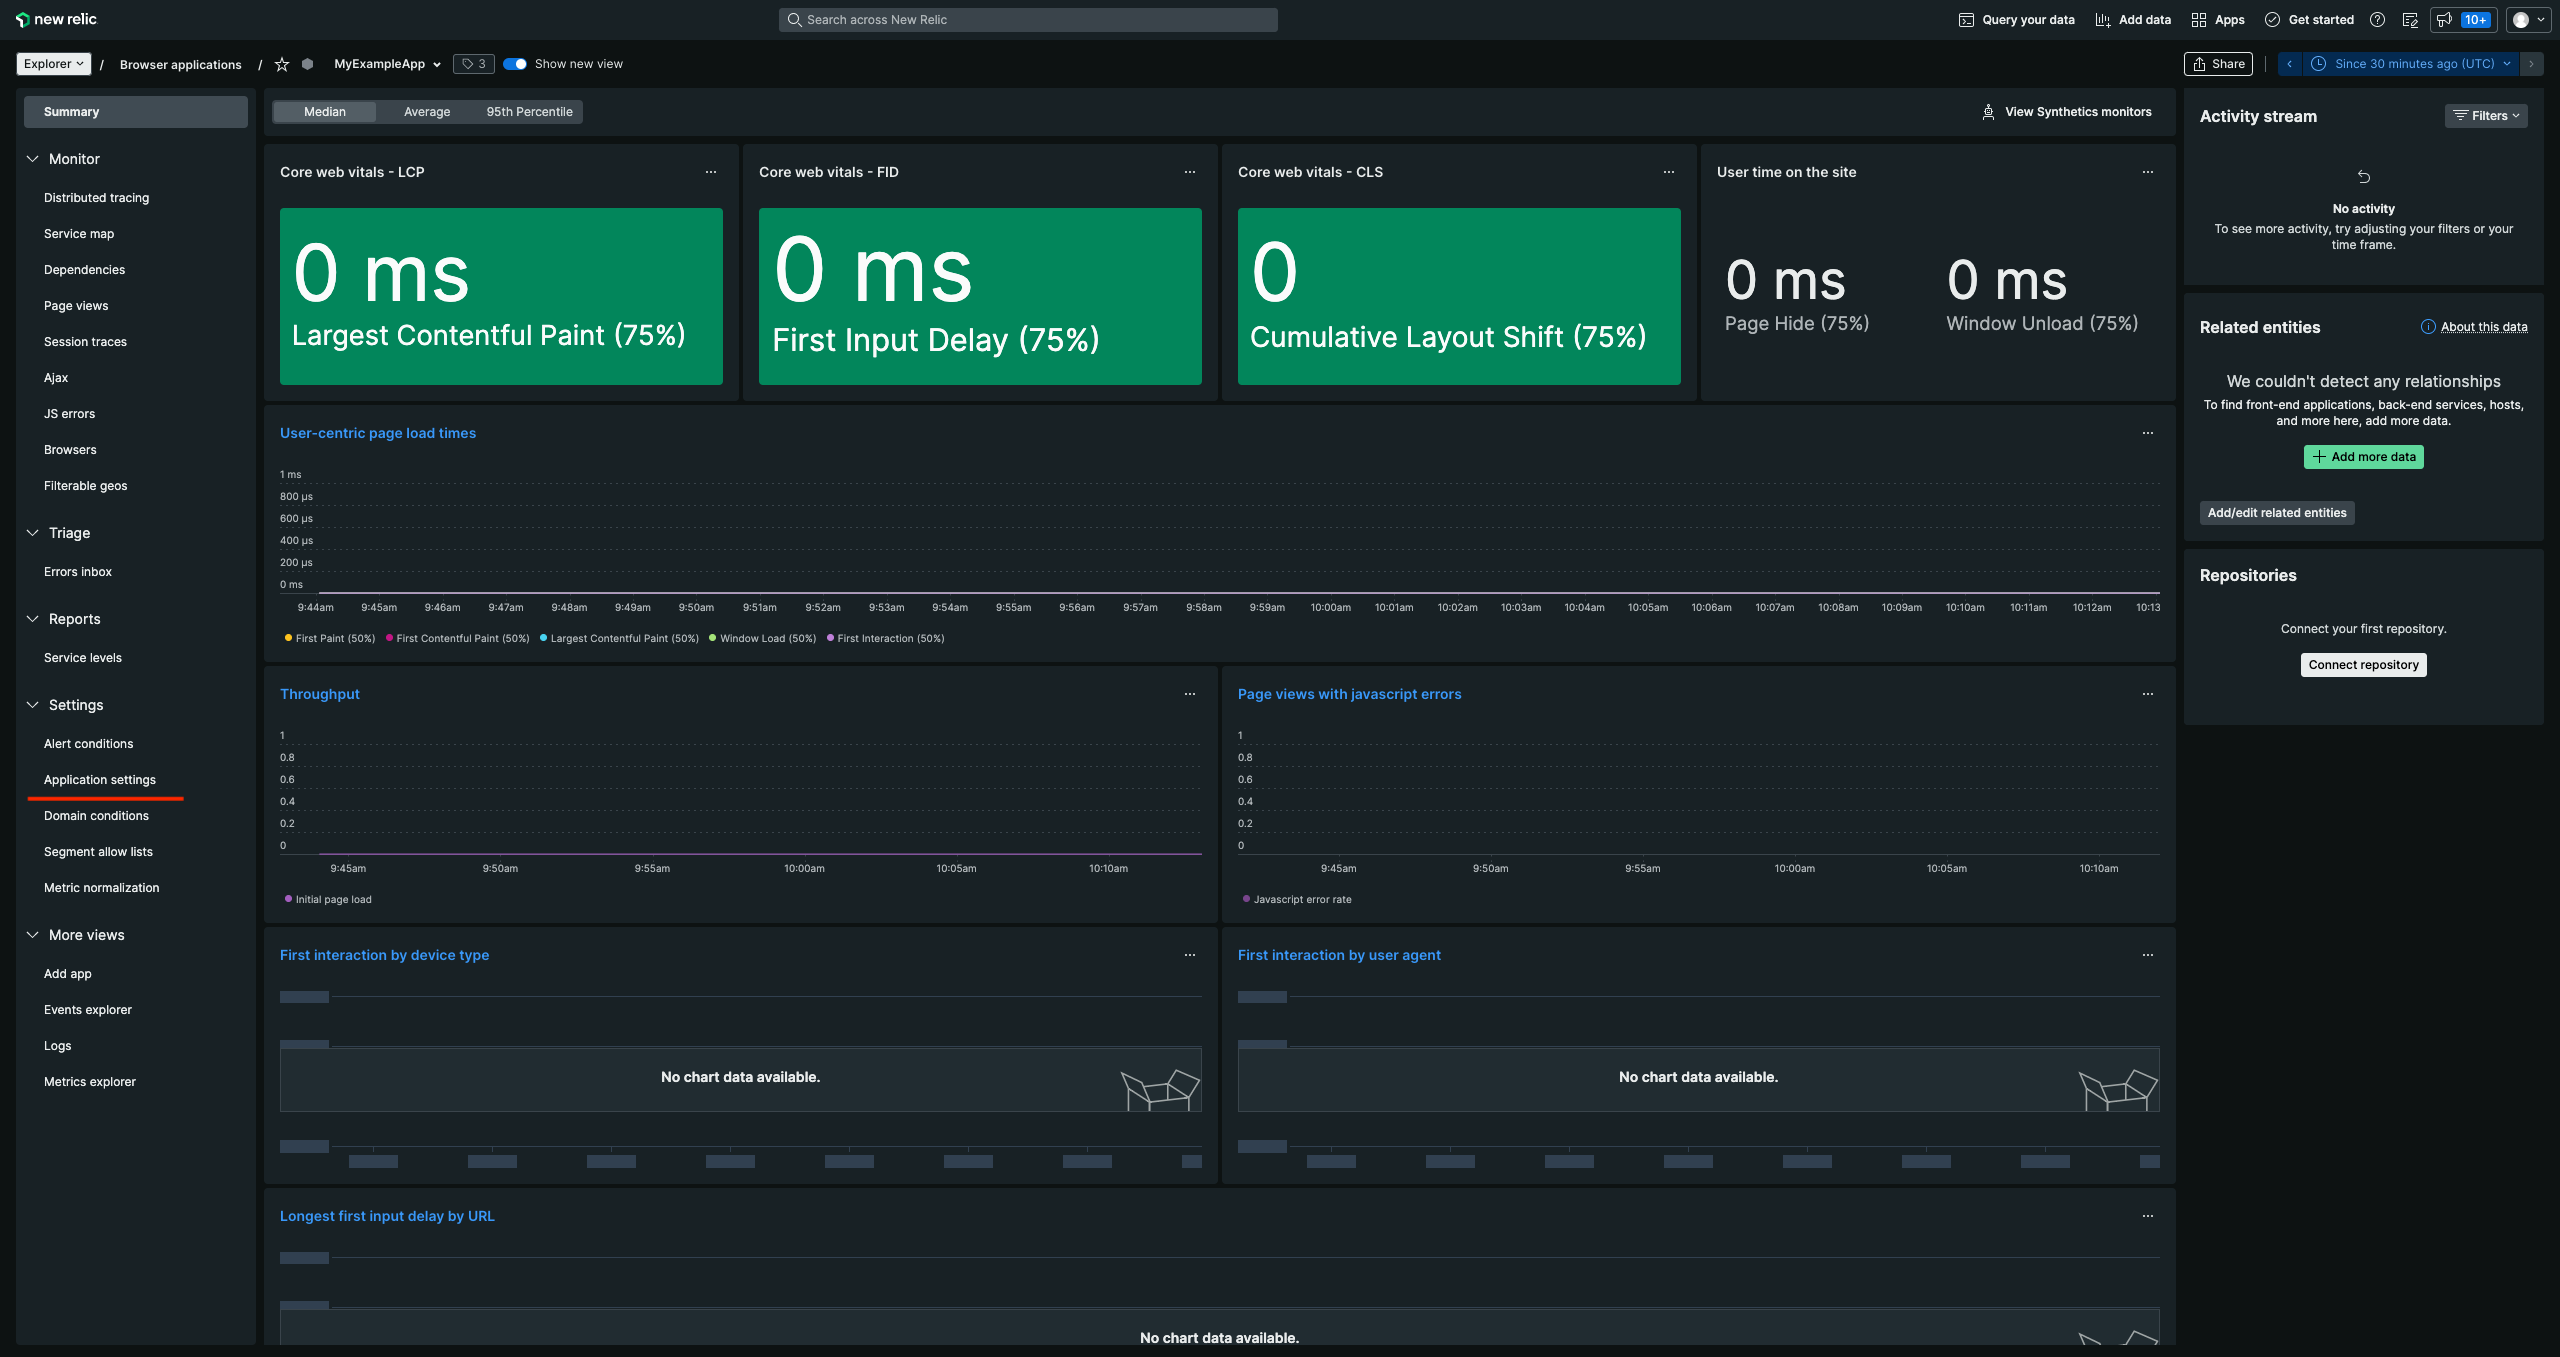 new relic
Search across New Relic
Query your data
Add data
Apps
Get started
10+
Explorer
/
Browser applications
/
MyExampleApp
3
Show new view
Share
Since 30 minutes ago (UTC)
Summary
Monitor
Distributed tracing
Service map
Dependencies
Page views
Session traces
Ajax
JS errors
Browsers
Filterable geos
Triage
Errors inbox
Reports
Service levels
Settings
Alert conditions
Application settings
Domain conditions
Segment allow lists
Metric normalization
More views
Add app
Events explorer
Logs
Metrics explorer
Median
Average
95th Percentile
View Synthetics monitors
Core web vitals - LCP
0 ms
Largest Contentful Paint (75%)
Core web vitals - FID
0 ms
First Input Delay (75%)
Core web vitals - CLS
0
Cumulative Layout Shift (75%)
User time on the site
0 ms
Page Hide (75%)
0 ms
Window Unload (75%)
User-centric page load times
1 ms
800 µs
600 µs
400 µs
200 µs
0 ms
9:44am 9:45am 9:46am 9:47am 9:48am 9:49am 9:50am 9:51am 9:52am 9:53am 9:54am 9:55am 9:56am 9:57am 9:58am 9:59am 10:00am 10:01am 10:02am 10:03am 10:04am 10:05am 10:06am 10:07am 10:08am 10:09am 10:10am 10:11am 10:12am 10:13
First Paint (50%) First Contentful Paint (50%) Largest Contentful Paint (50%) Window Load (50%) First Interaction (50%)
Throughput
1
0.8
0.6
0.4
0.2
0
9:45am 9:50am 9:55am 10:00am 10:05am 10:10am
Initial page load
Page views with javascript errors
1
0.8
0.6
0.4
0.2
0
9:45am 9:50am 9:55am 10:00am 10:05am 10:10am
Javascript error rate
First interaction by device type
No chart data available.
First interaction by user agent
No chart data available.
Longest first input delay by URL
No chart data available.
Activity stream
Filters
No activity
To see more activity, try adjusting your filters or your
time frame.
Related entities
About this data
We couldn't detect any relationships
To find front-end applications, back-end services, hosts,
and more here, add more data.
Add more data
Add/edit related entities
Repositories
Connect your first repository.
Connect repository